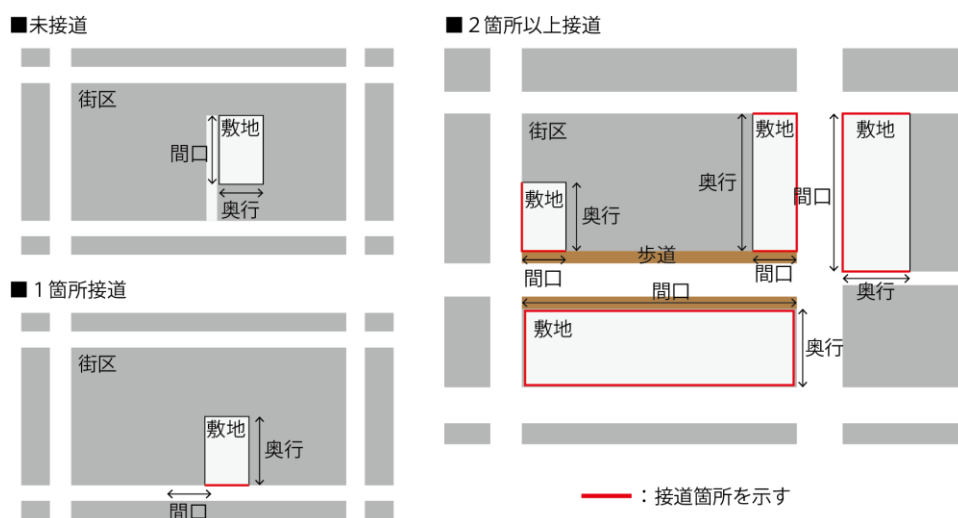 ■未接道
街区
敷地
間口
奥行
■１箇所接道
街区
敷地
奥行
間口
■２箇所以上接道
街区
敷地
奥行
間口
敷地
奥行
間口
敷地
間口
奥行
歩道
間口
敷地
奥行
：接道箇所を示す